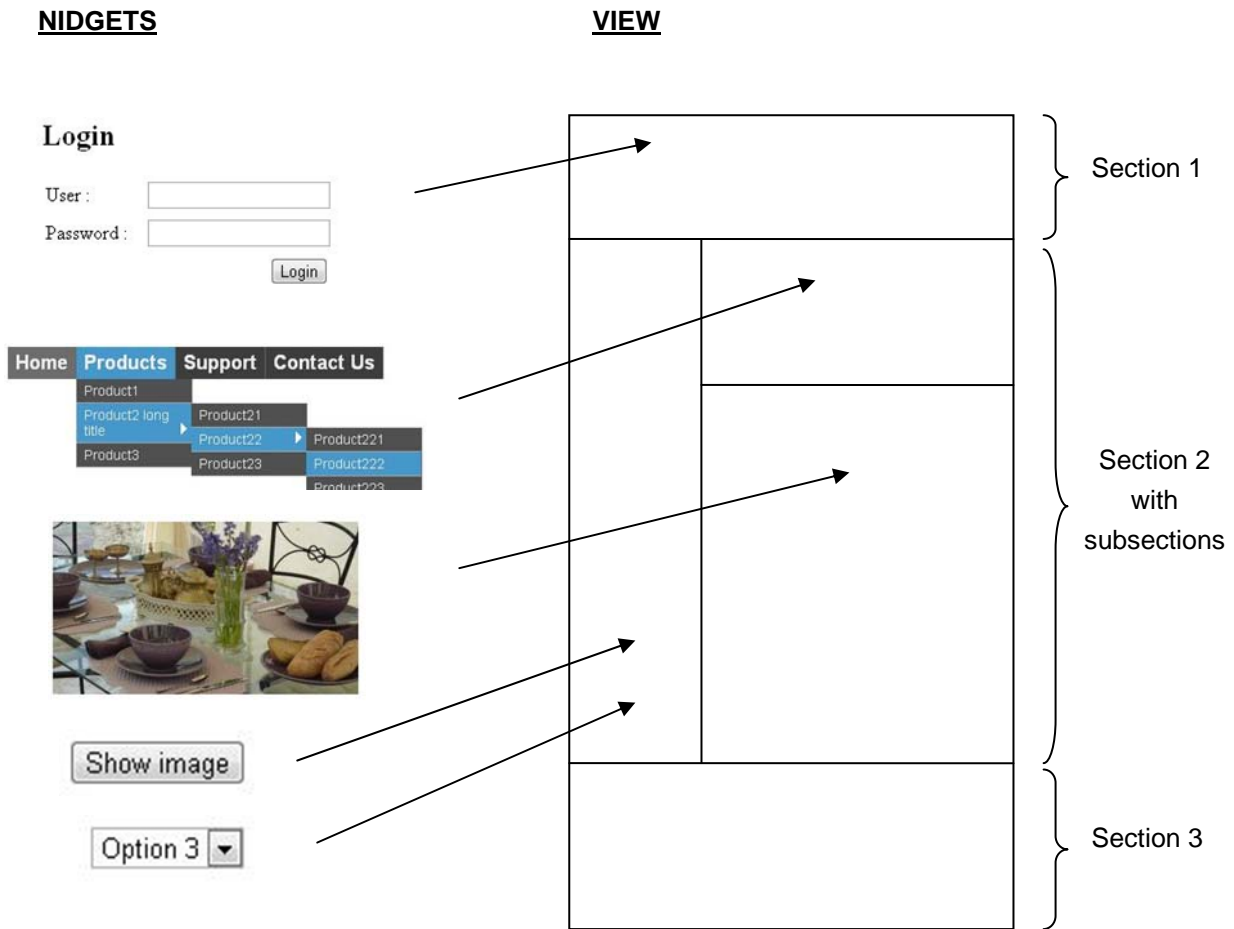 NIDGETS
VIEW
Login
User :
Password :
Login
Section 1
Home Products Support Contact Us
Product1
Product2 long
title
Product3
Product21
Product22
Product23
Product221
Product222
Product223
Section 2
with
subsections
Show image
Option 3
Section 3